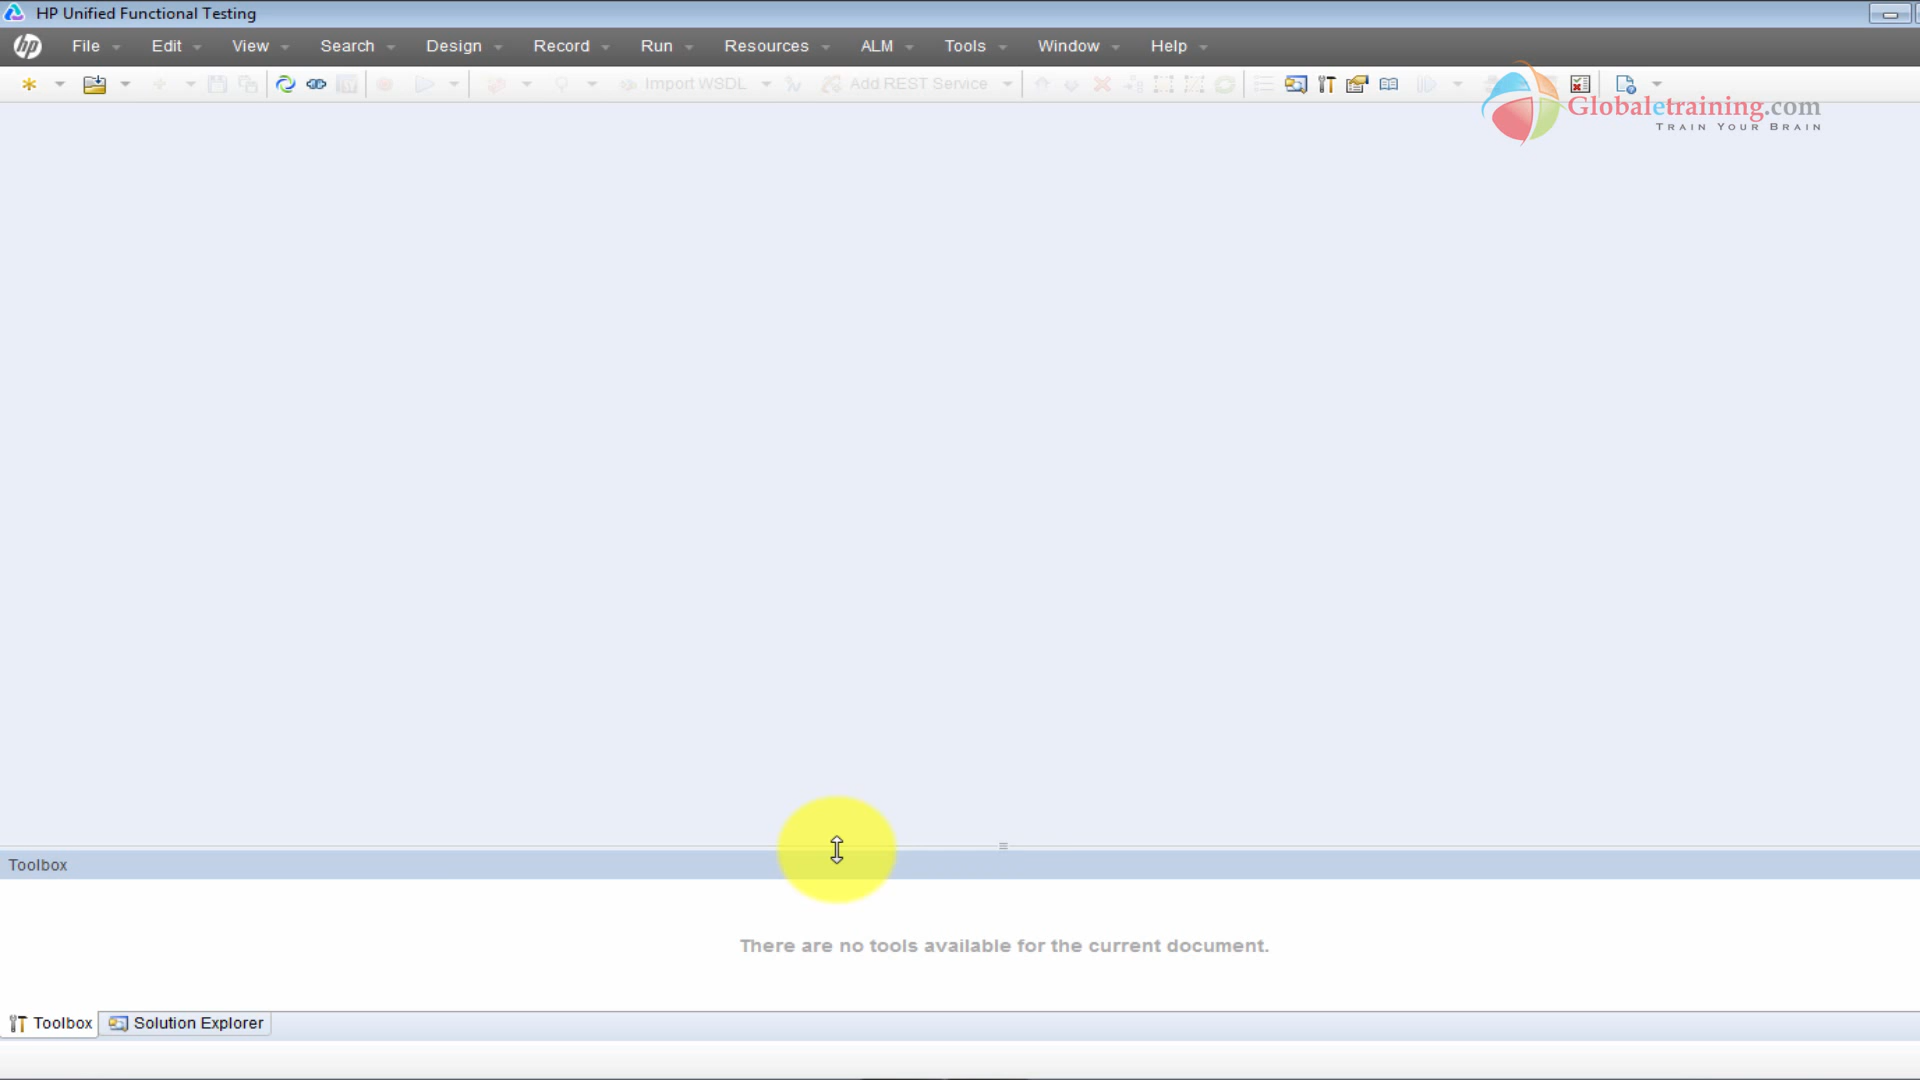 HP Unified Functional Testing
hp File Edit View Search Design Record Run Resources ALM Tools Window Help
Import WSDL Add REST Service
Globaletraining.com
TRAIN YOUR BRAIN
Toolbox
There are no tools available for the current document.
Toolbox Solution Explorer